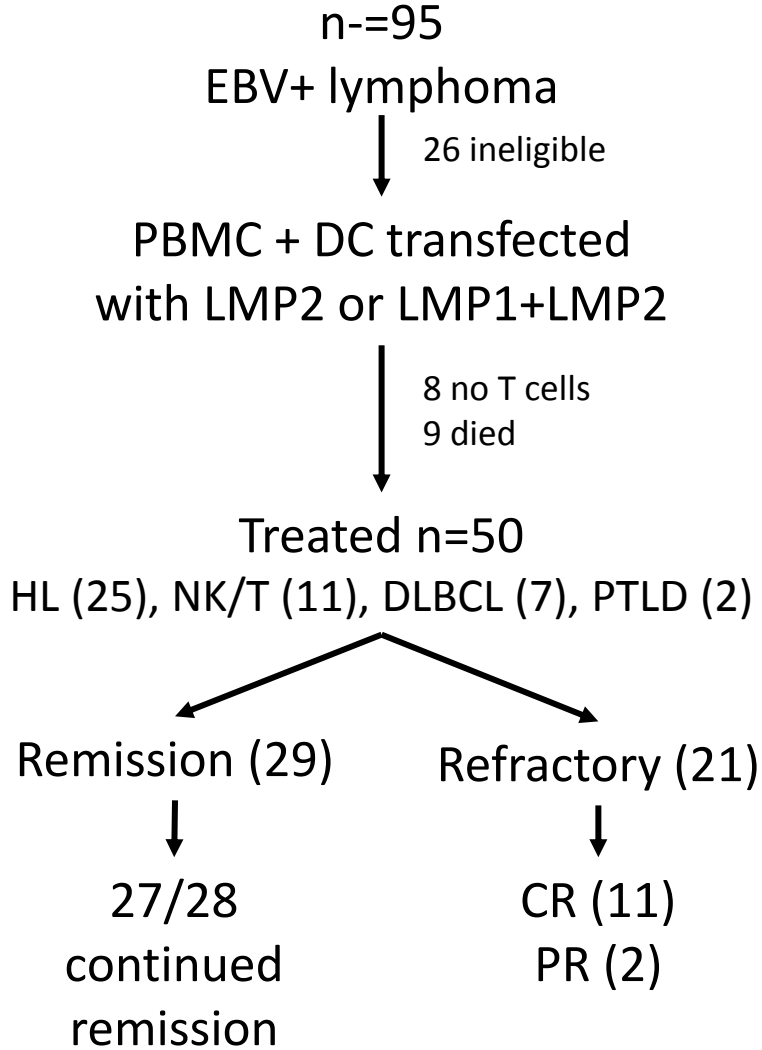 n-=95
EBV+ lymphoma
26 ineligible
PBMC + DC transfected
with LMP2 or LMP1+LMP2
8 no T cells
9 died
Treated n=50
HL (25), NK/T (11), DLBCL (7), PTLD (2)
Remission (29)
Refractory (21)
27/28
continued
remission
CR (11)
PR (2)